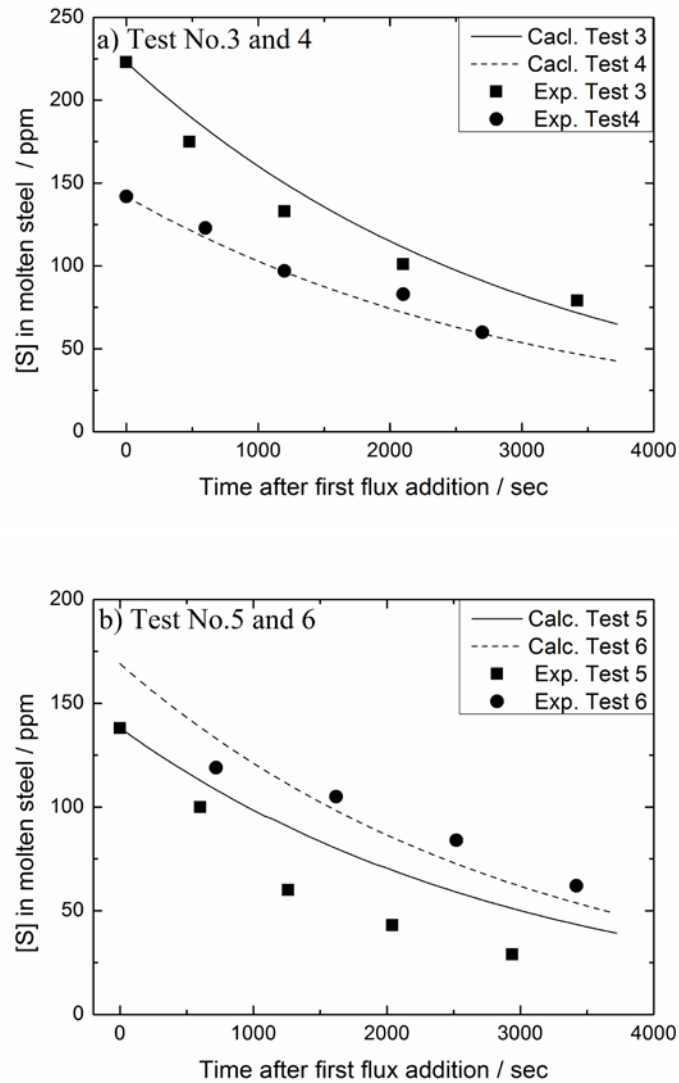 a) Test No.3 and 4
Cacl. Test 3
Cacl. Test 4
Exp. Test 3
Exp. Test4
250
200
150
100
50
0
[S] in molten steel / ppm
0 1000 2000 3000 4000
Time after first flux addition / sec
b) Test No.5 and 6
Calc. Test 5
Calc. Test 6
Exp. Test 5
Exp. Test 6
200
150
100
50
0
[S] in molten steel / ppm
0 1000 2000 3000 4000
Time after first flux addition / sec